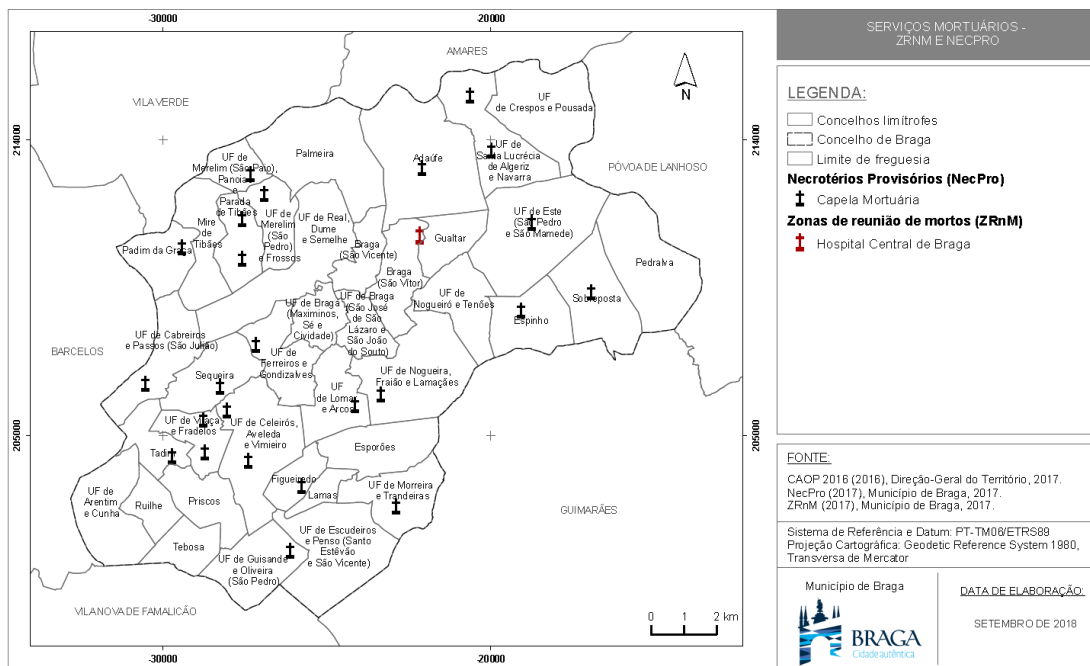 -30000
-20000
SERVIÇOS MORTUÁRIOS -
ZRNM E NECPRO
AMARES
N
VILA VERDE
UF
de Crespos e Pousada
214000
214000
Palmeira
Adaúfe
UF de
Santa Lucrécia
de Algeriz
e Navarra
PÓVOA DE LANHOSO
UF de
Merelim (São Paio),
Panoias
e
Parada
de Tibães
Mire
de
Tibães
UF de
Merelim
(São
Pedro)
e Frossos
UF de Real,
Dume
e Semelhe
Braga
(São Vicente)
Gualtar
UF de Este
(São Pedro
e São Mamede)
Padim da Graça
Pedralva
Braga
(São Vítor)
UF de
Nogueiró e Tenões
Sobreposta
Espinho
UF de Braga
(Maximinos,
Sé e
Cividade)
UF de Braga
(São José
de São
Lázaro e
São João
do Souto)
UF de Cabreiros
e Passos (São Julião)
BARCELOS
UF de
Ferreiros e
Gondizalves
Sequeira
UF de Nogueira,
Fraião e Lamaçães
UF
de Lomar
e Arcos
UF de Vilaça
e Fradelos
UF de Celeirós,
Aveleda
e Vimieiro
205000
205000
Esporões
Tadim
Figueiredo
Lamas
UF de Morreira
e Trandeiras
UF de
Arentim
e Cunha
Ruilhe
Priscos
GUIMARÃES
UF de Escudeiros
e Penso (Santo
Estêvão
e São Vicente)
Tebosa
UF de Guisande
e Oliveira
(São Pedro)
VILA NOVA DE FAMALICÃO
0 1 2 km
-30000
-20000
LEGENDA:
Concelhos limítrofes
Concelho de Braga
Limite de freguesia
Necrotérios Provisórios (NecPro)
Capela Mortuária
Zonas de reunião de mortos (ZRnM)
Hospital Central de Braga
FONTE:
CAOP 2016 (2016), Direção-Geral do Território, 2017.
NecPro (2017), Município de Braga, 2017.
ZRnM (2017), Município de Braga, 2017.
Sistema de Referência e Datum: PT-TM06/ETRS89
Projeção Cartográfica: Geodetic Reference System 1980,
Transversa de Mercator
Município de Braga
BRAGA
Cidade autêntica
DATA DE ELABORAÇÃO:
SETEMBRO DE 2018